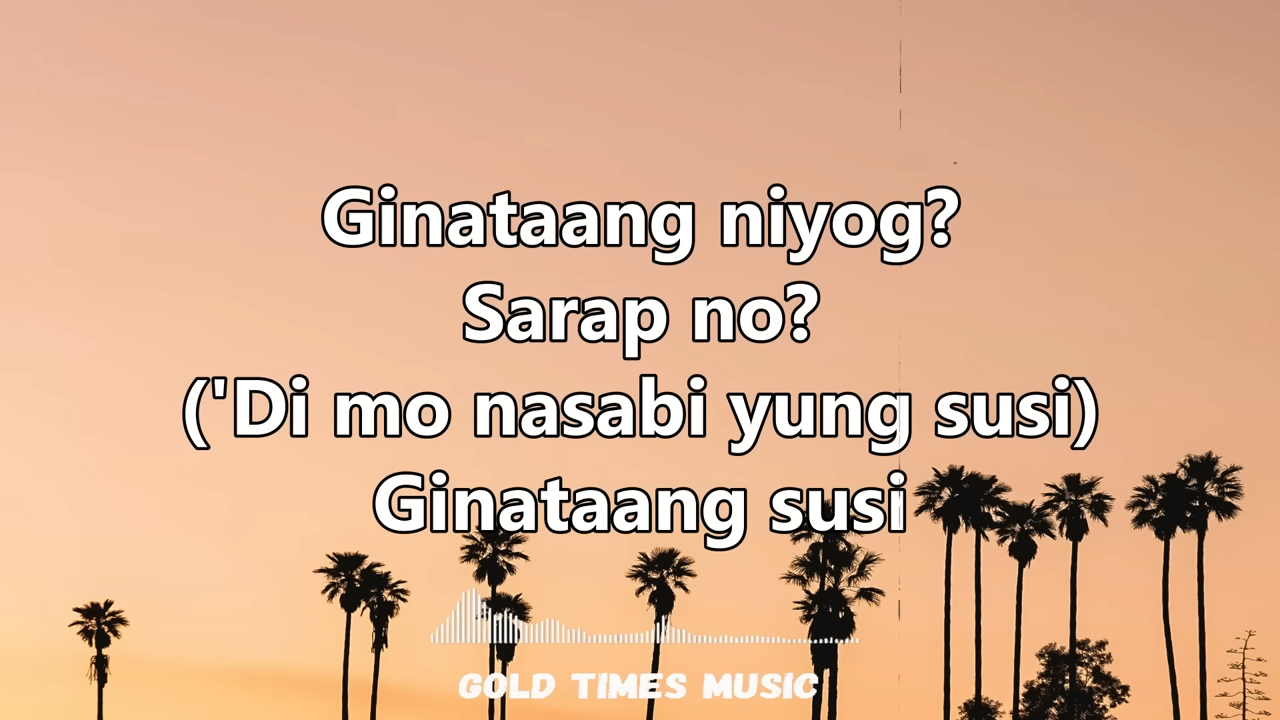 Ginataang niyog?
Sarap no?
('Di mo nasabi yung susi)
Ginataang susi
GOLD TIMES MUSIC